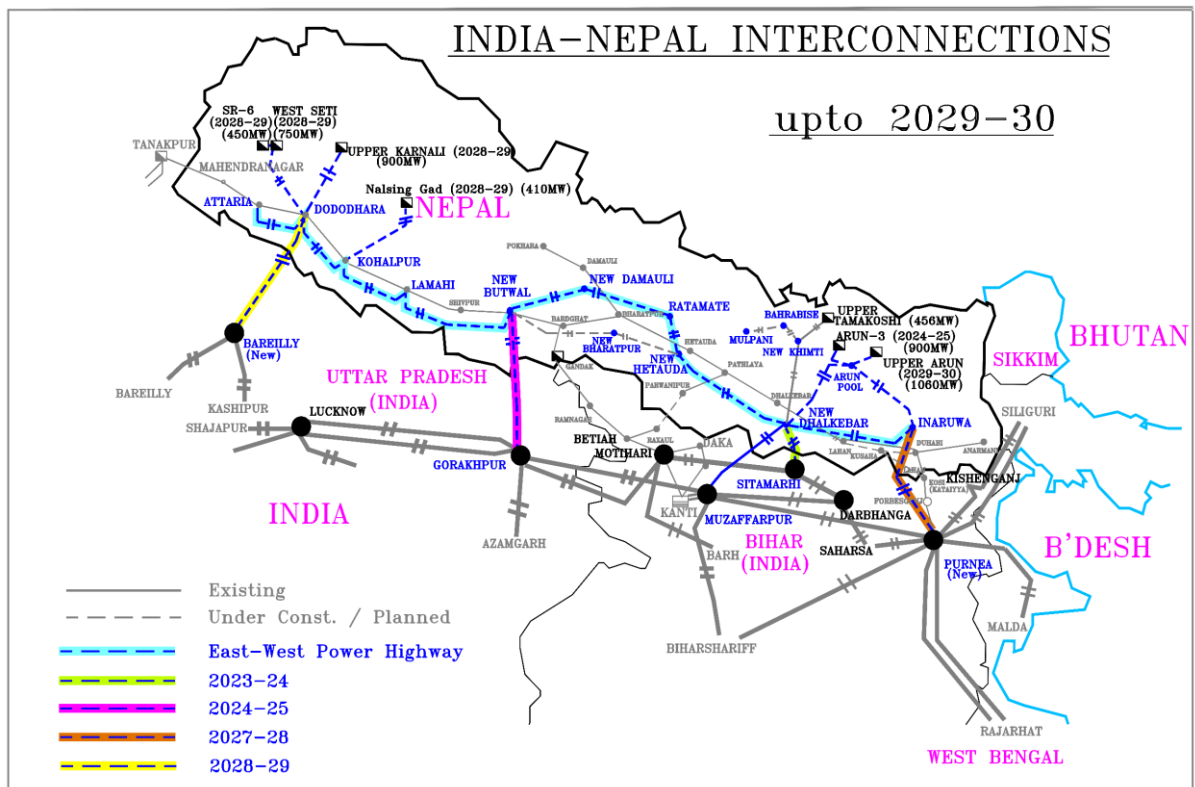 INDIA-NEPAL INTERCONNECTIONS
upto 2029-30
SR-6
(2028-29)
(450MW)
WEST SETI
(2028-29)
(750MW)
TANAKPUR
MAHENDRANAGAR
UPPER KARNALI (2028-29)
(900MW)
Nalsing Gad (2028-29) (410MW)
NEPAL
ATTARIA
DODODHARA
KOHALPUR
LAMAHI
SHIVPUR
POKHARA
DAMAULI
NEW
BUTWAL
NEW DAMAULI
BARDGHAT
BHARATPUR
RATAMATE
NEW
BHARATPUR
GANDAK
HETAUDA
NEW
HETAUDA
MULPANI
BAHRABISE
NEW KHIMTI
UPPER
TAMAKOSHI (456MW)
ARUN-3 (2024-25)
(900MW)
UPPER ARUN
(2029-30)
(1060MW)
ARUN
POOL
PATHLAYA
PARWANIPUR
DHALKEBAR
NEW
DHALKEBAR
INARUWA
BHUTAN
SIKKIM
SILIGURI
BAREILLY
(New)
BAREILLY
KASHIPUR
UTTAR PRADESH
(INDIA)
SHAJAPUR
LUCKNOW
GORAKHPUR
AZAMGARH
RAMNAGAR
RAXAUL
BETIAH
MOTIHARI
DAKA
KANTI
SITAMARHI
MUZAFFARPUR
DARBHANGA
LAHAN
KUSAHA
DUHABI
ANARMANI
KOSI
(KATAIYYA)
KISHENGANJ
SAHARSA
BARH
BIHAR
(INDIA)
INDIA
B'DESH
PURNEA
(New)
MALDA
BIHARSHARIFF
RAJARHAT
WEST BENGAL
Existing
Under Const. / Planned
East-West Power Highway
2023-24
2024-25
2027-28
2028-29